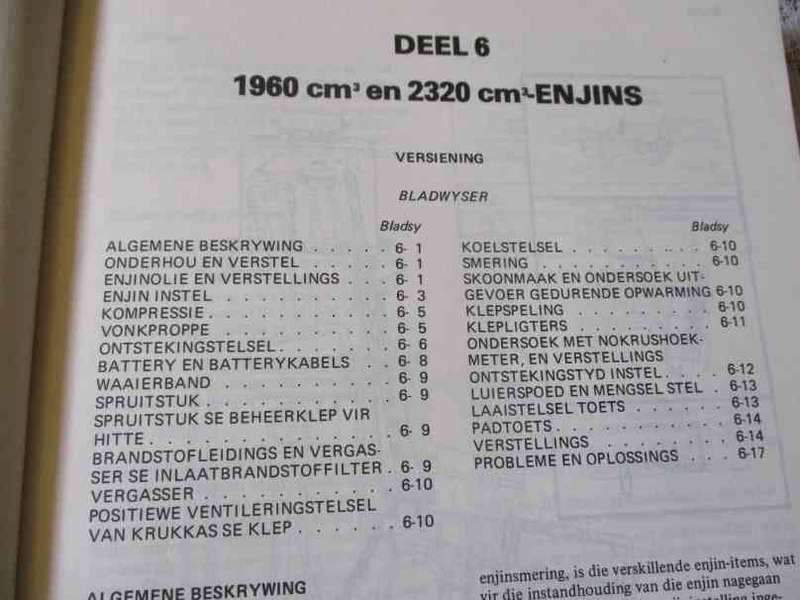 DEEL 6
1960 cm³ en 2320 cm³-ENJINS
VERSIENING
BLADWYSER
Bladsy
ALGEMENE BESKRYWING . . . . . 6- 1
ONDERHOU EN VERSTEL . . . . . 6- 1
ENJINOLIE EN VERSTELLINGS . . . 6- 1
ENJIN INSTEL . . . . . . . . . . 6- 3
KOMPRESSIE . . . . . . . . . . . 6- 5
VONKPROPPE . . . . . . . . . . 6- 5
ONTSTEKINGSTELSEL . . . . . . . 6- 6
BATTERY EN BATTERYKABELS . . 6- 8
WAAIERBAND . . . . . . . . . . 6- 9
SPRUITSTUK . . . . . . . . . . . 6- 9
SPRUITSTUK SE BEHEERKLEP VIR
HITTE . . . . . . . . . . . . . . 6- 9
BRANDSTOFLEIDINGS EN VERGAS-
SER SE INLAATBRANDSTOFFILTER . 6- 9
VERGASSER . . . . . . . . . . . 6-10
POSITIEWE VENTILERINGSTELSEL
VAN KRUKKAS SE KLEP . . . . . . 6-10
Bladsy
KOELSTELSEL . . . . . . . . . 6-10
SMERING . . . . . . . . . . . 6-10
SKOONMAAK EN ONDERSOEK UIT-
GEVOER GEDURENDE OPWARMING 6-10
KLEPSPELING . . . . . . . . . 6-10
KLEPLIGTERS . . . . . . . . . 6-11
ONDERSOEK MET NOKRUSHOEK-
METER, EN VERSTELLINGS
ONTSTEKINGSTYD INSTEL . . . . 6-12
LUIERSPOED EN MENGSEL STEL . 6-13
LAAISTELSEL TOETS . . . . . . 6-13
PADTOETS . . . . . . . . . . . 6-14
VERSTELLINGS . . . . . . . . . 6-14
PROBLEME EN OPLOSSINGS . . . 6-17
ALGEMENE BESKRYWING
enjinsmering, is die verskillende enjin-items, wat
vir die instandhouding van die enjin nagegaan